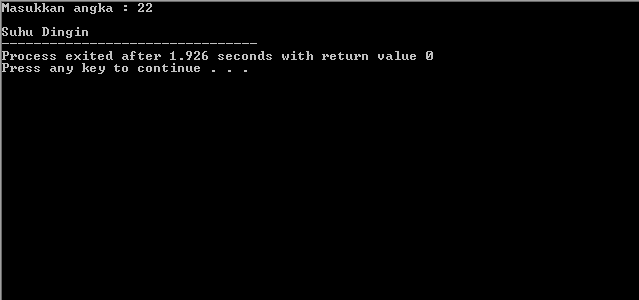 Masukkan angka : 22
Suhu Dingin
--------------------------------
Process exited after 1.926 seconds with return value 0
Press any key to continue . . .